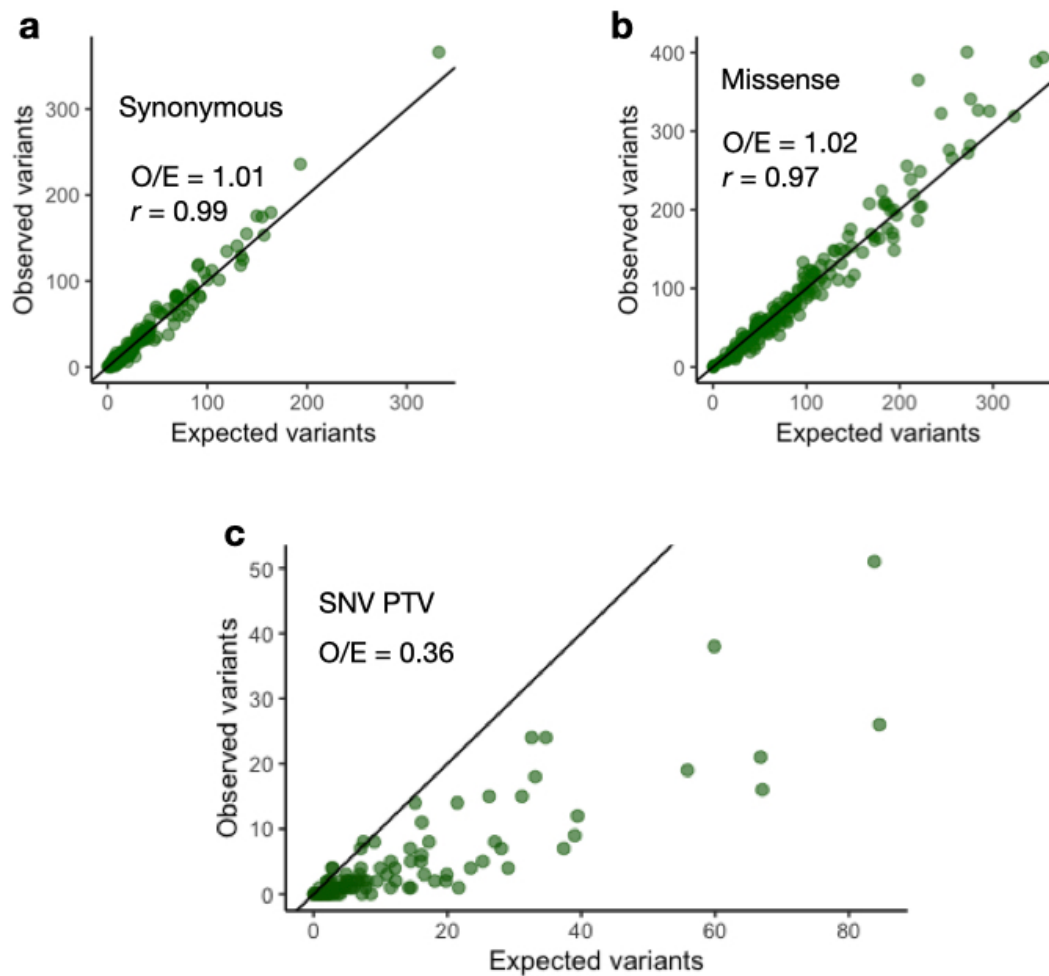 a
Synonymous
O/E = 1.01
r = 0.99
Observed variants
300
200
100
0
0 100 200 300
Expected variants
b
Missense
O/E = 1.02
r = 0.97
Observed variants
400
300
200
100
0
0 100 200 300
Expected variants
c
SNV PTV
O/E = 0.36
Observed variants
50
40
30
20
10
0
0 20 40 60 80
Expected variants